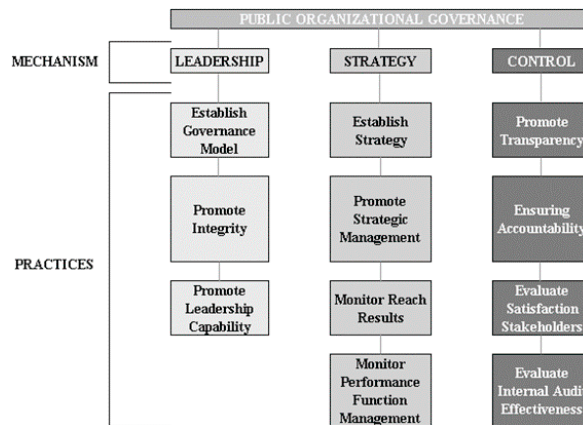 PUBLIC ORGANIZATIONAL GOVERNANCE
MECHANISM
LEADERSHIP
STRATEGY
CONTROL
PRACTICES
Establish
Governance
Model
Establish
Strategy
Promote
Transparency
Promote
Integrity
Promote
Strategic
Management
Ensuring
Accountability
Promote
Leadership
Capability
Monitor Reach
Results
Evaluate
Satisfaction
Stakeholders
Monitor
Performance
Function
Management
Evaluate
Internal Audit
Effectiveness